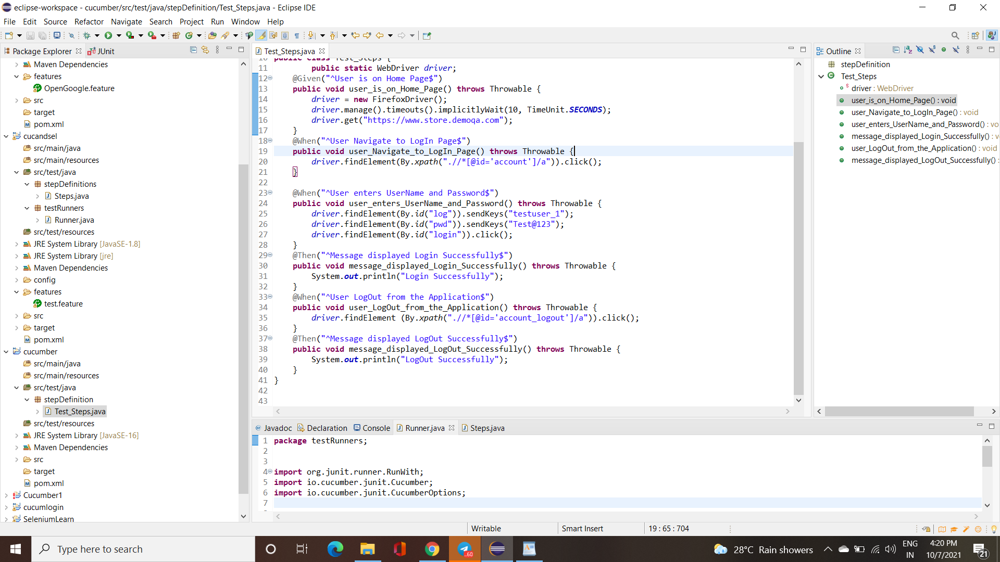 eclipse-workspace - cucumber/src/test/java/stepDefinition/Test_Steps.java - Eclipse IDE
File Edit Source Refactor Navigate Search Project Run Window Help
Package Explorer JUnit
Maven Dependencies
features
OpenGoogle.feature
src
target
pom.xml
cucandsel
src/main/java
src/main/resources
src/test/java
stepDefinitions
Steps.java
testRunners
Runner.java
src/test/resources
JRE System Library [JavaSE-1.8]
JRE System Library [jre]
Maven Dependencies
config
features
test.feature
src
target
pom.xml
cucumber
src/main/java
src/main/resources
src/test/java
stepDefinition
Test_Steps.java
src/test/resources
JRE System Library [JavaSE-16]
Maven Dependencies
src
target
pom.xml
Cucumber1
cucumlogin
SeleniumLearn
Test_Steps.java
10 public class Test_Steps {
11 public static WebDriver driver;
12 @Given("^User is on Home Page$")
13 public void user_is_on_Home_Page() throws Throwable {
14 driver = new FirefoxDriver();
15 driver.manage().timeouts().implicitlyWait(10, TimeUnit.SECONDS);
16 driver.get("https://www.store.demoqa.com");
17 }
18 @When("^User Navigate to LogIn Page$")
19 public void user_Navigate_to_LogIn_Page() throws Throwable {
20 driver.findElement(By.xpath(".//*[@id='account']/a")).click();
21 }
22
23 @When("^User enters UserName and Password$")
24 public void user_enters_UserName_and_Password() throws Throwable {
25 driver.findElement(By.id("log")).sendKeys("testuser_1");
26 driver.findElement(By.id("pwd")).sendKeys("Test@123");
27 driver.findElement(By.id("login")).click();
28 }
29 @Then("^Message displayed Login Successfully$")
30 public void message_displayed_Login_Successfully() throws Throwable {
31 System.out.println("Login Successfully");
32 }
33 @When("^User LogOut from the Application$")
34 public void user_LogOut_from_the_Application() throws Throwable {
35 driver.findElement (By.xpath(".//*[@id='account_logout']/a")).click();
36 }
37 @Then("^Message displayed LogOut Successfully$")
38 public void message_displayed_LogOut_Successfully() throws Throwable {
39 System.out.println("LogOut Successfully");
40 }
41 }
42
43
Outline
stepDefinition
Test_Steps
driver : WebDriver
user_is_on_Home_Page() : void
user_Navigate_to_LogIn_Page() : void
user_enters_UserName_and_Password() : vo
message_displayed_Login_Successfully() : v
user_LogOut_from_the_Application() : void
message_displayed_LogOut_Successfully() :
Javadoc Declaration Console Runner.java Steps.java
1 package testRunners;
2
3
4 import org.junit.runner.RunWith;
5 import io.cucumber.junit.Cucumber;
6 import io.cucumber.junit.CucumberOptions;
7
Writable Smart Insert 19 : 65 : 704
Type here to search
..60
28°C Rain showers
ENG
IN
4:20 PM
10/7/2021
21